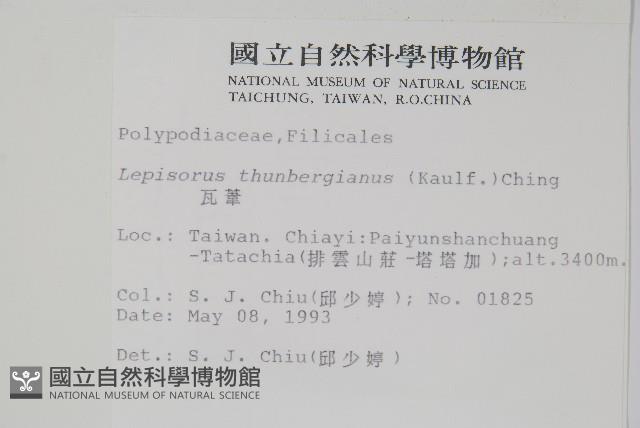 國立自然科學博物館
NATIONAL MUSEUM OF NATURAL SCIENCE
TAICHUNG, TAIWAN, R.O.CHINA
Polypodiaceae,Filicales
Lepisorus thunbergianus (Kaulf.)Ching
瓦葦
Loc.: Taiwan. Chiayi:Paiyunshanchuang
-Tatachia(排雲山莊-塔塔加);alt.3400m.
Col.: S. J. Chiu(邱少婷); No. 01825
Date: May 08, 1993
Det.: S. J. Chiu(邱少婷)
國立自然科學博物館
NATIONAL MUSEUM OF NATURAL SCIENCE